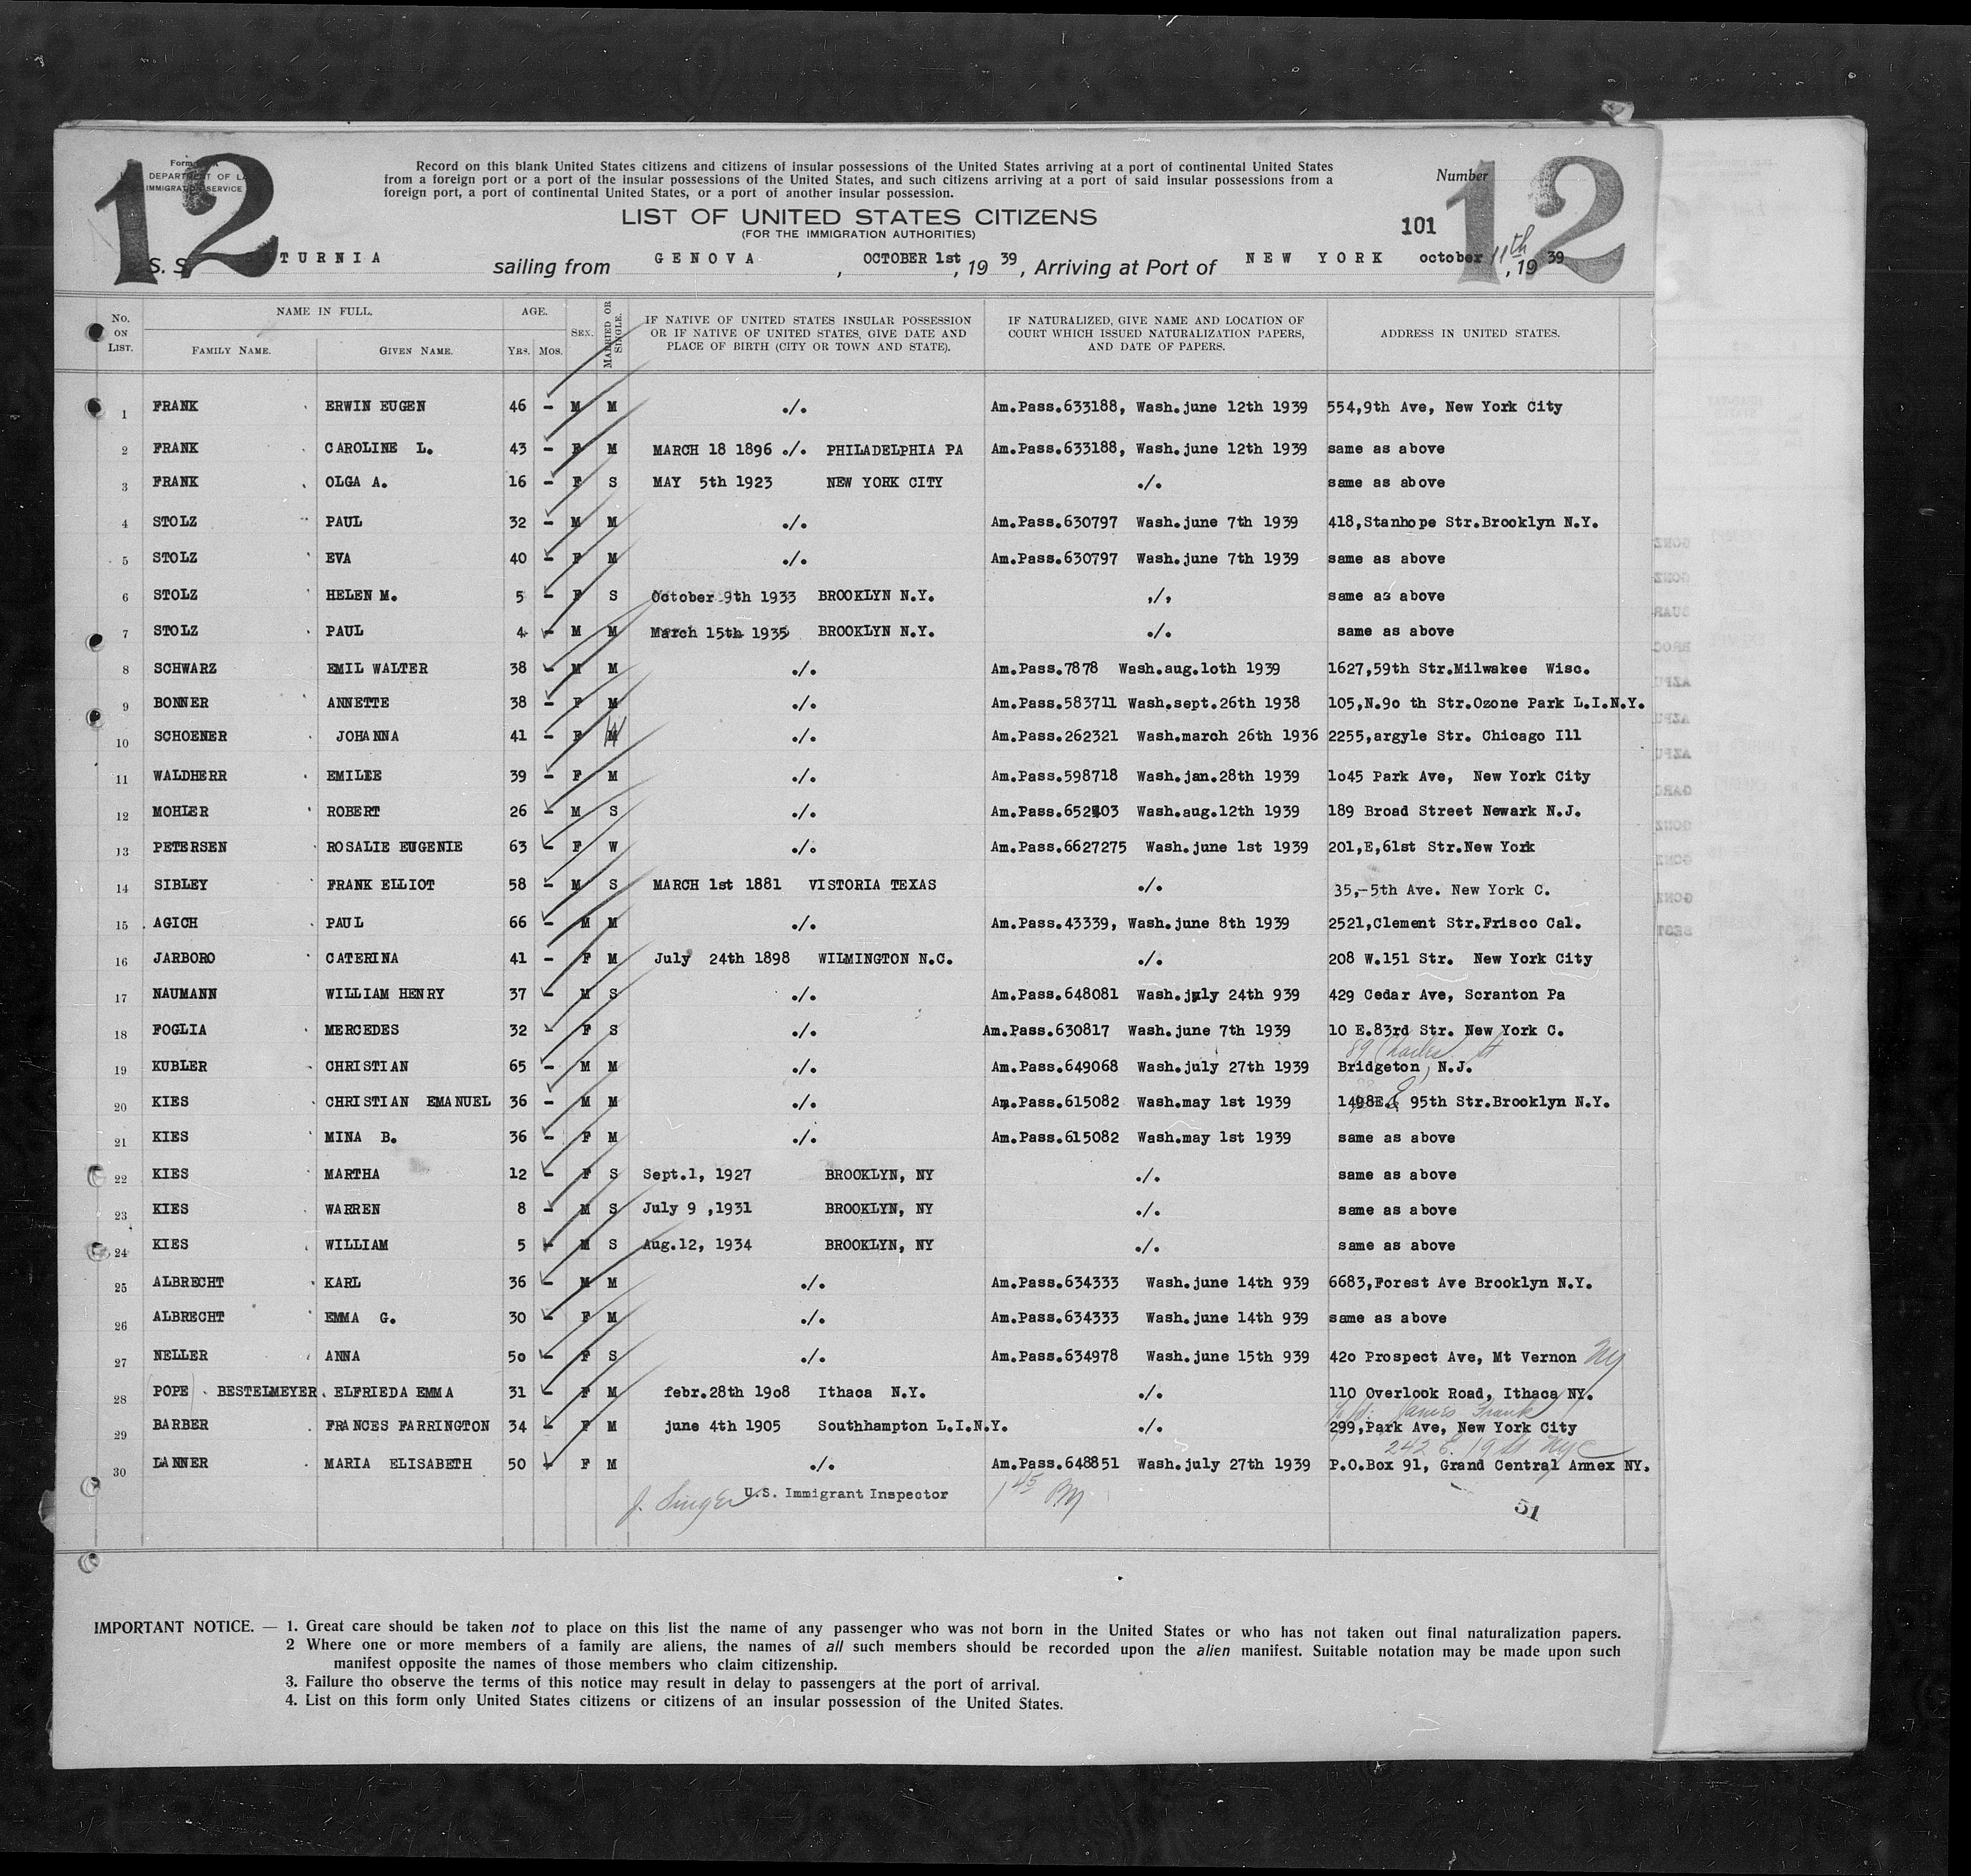 12
Form
DEPARTMENT OF LA
IMMIGRATION SERVICE
Record on this blank United States citizens and citizens of insular possessions of the United States arriving at a port of continental United States
from a foreign port or a port of the insular possessions of the United States, and such citizens arriving at a port of said insular possessions from a
foreign port, a port of continental United States, or a port of another insular possession.
Number
12
LIST OF UNITED STATES CITIZENS
(FOR THE IMMIGRATION AUTHORITIES)
101
S. S. TURNIA sailing from GENOVA, OCTOBER 1st, 19 39, Arriving at Port of NEW YORK october 11th, 19 39
No. ON LIST. NAME IN FULL. FAMILY NAME. GIVEN NAME. AGE. YRS. MOS. SEX. MARRIED OR SINGLE. IF NATIVE OF UNITED STATES INSULAR POSSESSION OR IF NATIVE OF UNITED STATES, GIVE DATE AND PLACE OF BIRTH (CITY OR TOWN AND STATE). IF NATURALIZED, GIVE NAME AND LOCATION OF COURT WHICH ISSUED NATURALIZATION PAPERS, AND DATE OF PAPERS. ADDRESS IN UNITED STATES.
1 FRANK ERWIN EUGEN 46 - M M ./. Am.Pass.633188, Wash.june 12th 1939 554,9th Ave, New York City
2 FRANK CAROLINE L. 43 - F M MARCH 18 1896 ./. PHILADELPHIA PA Am.Pass.633188, Wash.june 12th 1939 same as above
3 FRANK OLGA A. 16 - F S MAY 5th 1923 NEW YORK CITY ./. same as above
4 STOLZ PAUL 32 - M M ./. Am.Pass.630797 Wash.june 7th 1939 418,Stanhope Str.Brooklyn N.Y.
5 STOLZ EVA 40 - F M ./. Am.Pass.630797 Wash.june 7th 1939 same as above
6 STOLZ HELEN M. 5 - F S October 9th 1933 BROOKLYN N.Y. ,/, same as above
7 STOLZ PAUL 4 - M M March 15th 1935 BROOKLYN N.Y. ./. same as above
8 SCHWARZ EMIL WALTER 38 - M M ./. Am.Pass.7878 Wash.aug.1oth 1939 1627,59th Str.Milwakee Wisc.
9 BONNER ANNETTE 38 - F M ./. Am.Pass.583711 Wash.sept.26th 1938 105,N.9o th Str.Ozone Park L.I.N.Y.
10 SCHOENER JOHANNA 41 - F M ./. Am.Pass.262321 Wash.march 26th 1936 2255,argyle Str. Chicago Ill
11 WALDHERR EMILIE 39 - F M ./. Am.Pass.598718 Wash.jan.28th 1939 1o45 Park Ave, New York City
12 MOHLER ROBERT 26 - M S ./. Am.Pass.652403 Wash.aug.12th 1939 189 Broad Street Newark N.J.
13 PETERSEN ROSALIE EUGENIE 63 - F W ./. Am.Pass.6627275 Wash.june 1st 1939 201,E,61st Str.New York
14 SIBLEY FRANK ELLIOT 58 - M S MARCH 1st 1881 VISTORIA TEXAS ./. 35,-5th Ave. New York C.
15 AGICH PAUL 66 - M M ./. Am.Pass.43339, Wash.june 8th 1939 2521,Clement Str.Frisco Cal.
16 JARBORO CATERINA 41 - F M July 24th 1898 WILMINGTON N.C. ./. 208 W.151 Str. New York City
17 NAUMANN WILLIAM HENRY 37 - M S ./. Am.Pass.648081 Wash.july 24th 939 429 Cedar Ave, Scranton Pa
18 FOGLIA MERCEDES 32 - F S ./. Am.Pass.630817 Wash.june 7th 1939 10 E.83rd Str. New York C.
89 Charles St
19 KUBLER CHRISTIAN 65 - M M ./. Am.Pass.649068 Wash.july 27th 1939 Bridgeton, N.J.
20 KIES CHRISTIAN EMANUEL 36 - M M ./. Am.Pass.615082 Wash.may 1st 1939 1498E. 95th Str.Brooklyn N.Y.
21 KIES MINA B. 36 - F M ./. Am.Pass.615082 Wash.may 1st 1939 same as above
22 KIES MARTHA 12 - F S Sept.1, 1927 BROOKLYN, NY ./. same as above
23 KIES WARREN 8 - M S July 9 ,1931 BROOKLYN, NY ./. same as above
24 KIES WILLIAM 5 - M S Aug.12, 1934 BROOKLYN, NY ./. same as above
25 ALBRECHT KARL 36 - M M ./. Am.Pass.634333 Wash.june 14th 939 6683,Forest Ave Brooklyn N.Y.
26 ALBRECHT EMMA G. 30 - F M ./. Am.Pass.634333 Wash.june 14th 939 same as above
27 NELLER ANNA 50 - F S ./. Am.Pass.634978 Wash.june 15th 939 42o Prospect Ave, Mt Vernon NY
28 POPE BESTELMEYER ELFRIEDA EMMA 31 - F M febr.28th 19o8 Ithaca N.Y. ./. 110 Overlook Road, Ithaca NY.
James Frank
29 BARBER FRANCES FARRINGTON 34 - F M june 4th 1905 Southhampton L.I.N.Y. ./. 299,Park Ave, New York City
242 E. 19 St NYC
30 LANNER MARIA ELISABETH 50 - F M ./. Am.Pass.648851 Wash.july 27th 1939 P.O.Box 91, Grand Central Annex NY.
J. Singer U.S. Immigrant Inspector 1 45 PM
51
IMPORTANT NOTICE. — 1. Great care should be taken not to place on this list the name of any passenger who was not born in the United States or who has not taken out final naturalization papers.
2 Where one or more members of a family are aliens, the names of all such members should be recorded upon the alien manifest. Suitable notation may be made upon such
manifest opposite the names of those members who claim citizenship.
3. Failure tho observe the terms of this notice may result in delay to passengers at the port of arrival.
4. List on this form only United States citizens or citizens of an insular possession of the United States.